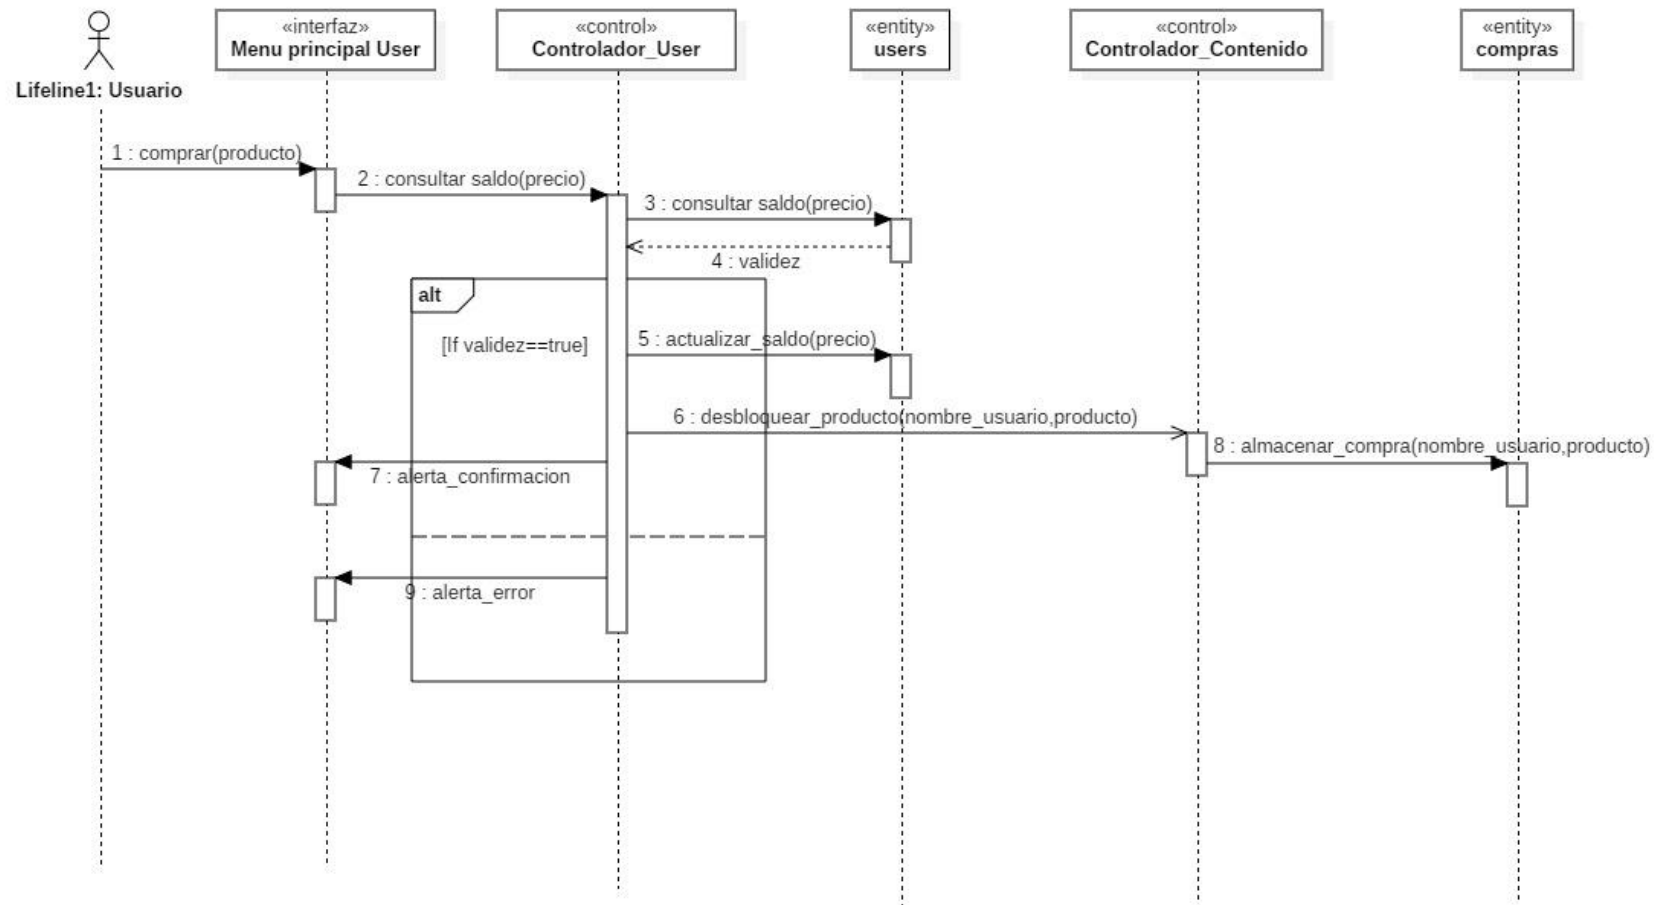 «interfaz»
Menu principal User
«control»
Controlador_User
«entity»
users
«control»
Controlador_Contenido
«entity»
compras
Lifeline1: Usuario
1 : comprar(producto)
2 : consultar saldo(precio)
3 : consultar saldo(precio)
4 : validez
alt
[If validez==true]
5 : actualizar_saldo(precio)
6 : desbloquear_producto(nombre_usuario,producto)
8 : almacenar_compra(nombre_usuario,producto)
7 : alerta_confirmacion
9 : alerta_error